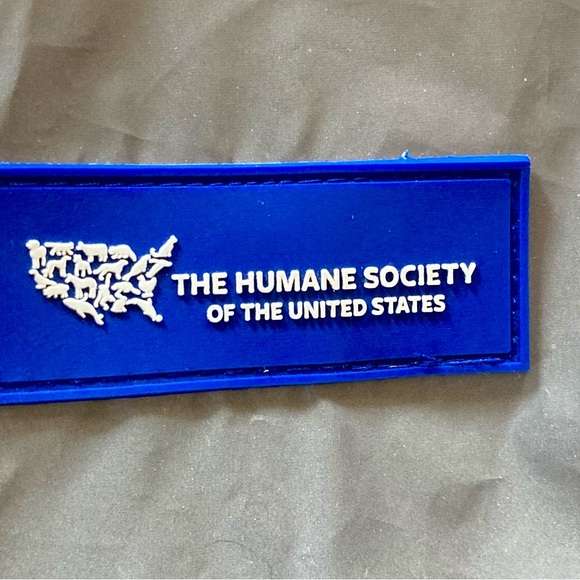 THE HUMANE SOCIETY
OF THE UNITED STATES